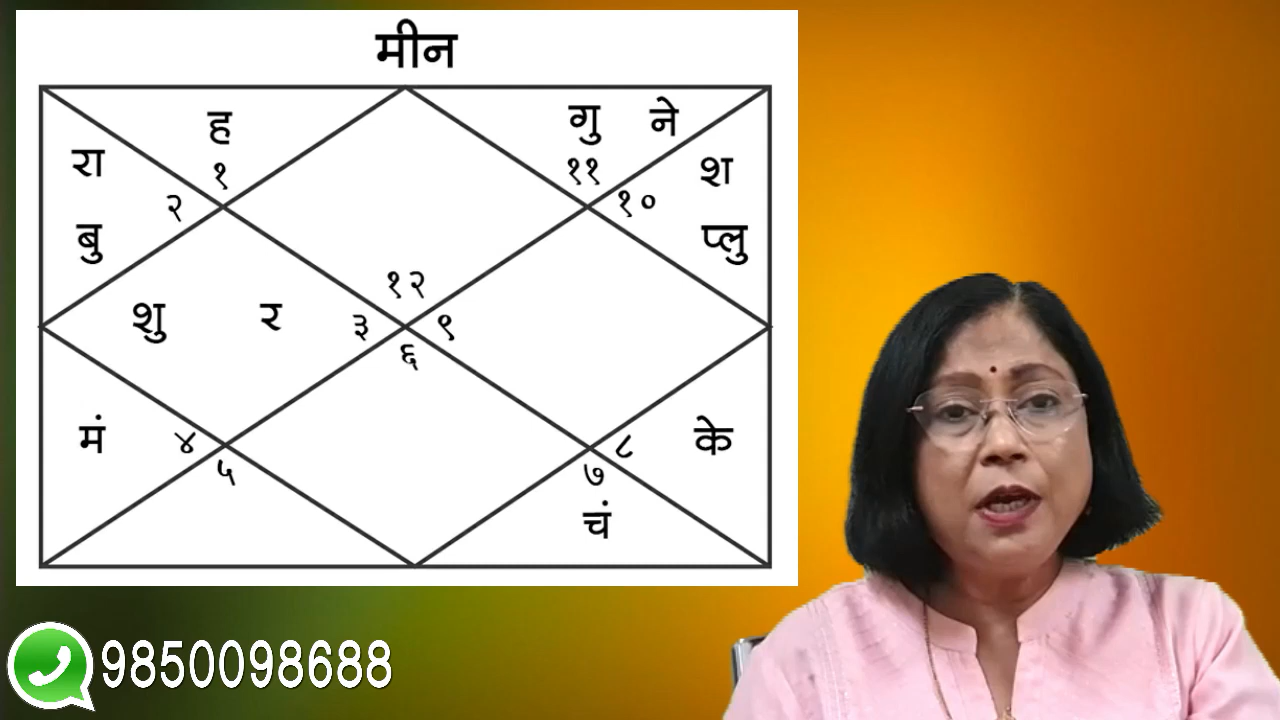 मीन
ह
गु ने
रा
१
११
श
२
१०
बु
प्लु
१२
शु र
३
९
६
मं
४
८
के
५
७
चं
9850098688